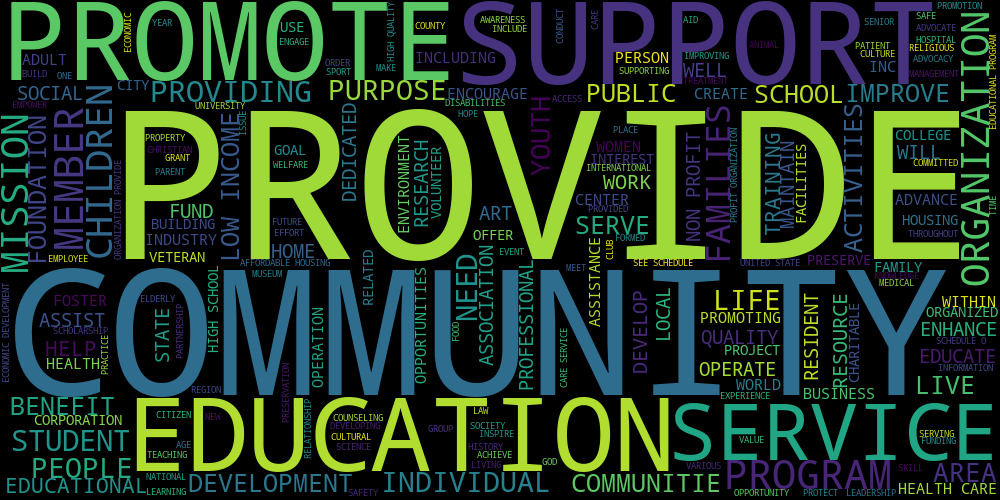 PROMOTE
SUPPORT
PROVIDE
COMMUNITY
EDUCATION
SERVICE
ORGANIZATION
MISSION
FOUNDATION
MEMBER
CHILDREN
ADULT
BUILD
ONE
ECONOMIC
YEAR
USE
ENGAGE
ORDER
SPORT
MAKE
HIGH QUALITY
COUNTY
AWARENESS
INCLUDE
INCLUDING
CONDUCT
CARE
PERSON
SUPPORTING
AID
IMPROVING
WELL
TREATMENT
ANIMAL
SENIOR
PATIENT
CULTURE
INC
SAFE
PROMOTION
ADVOCATE
HOSPITAL
RELIGIOUS
ADVOCACY
MANAGEMENT
EDUCATIONAL PROGRAM
SOCIAL
EMPOWER
CITY
PROVIDING
UNIVERSITY
ISSUE
PURPOSE
ENCOURAGE
DISABILITIES
HOPE
ACCESS
PUBLIC
CREATE
SCHOOL
IMPROVE
PROPERTY
CHRISTIAN
GRANT
PARENT
ORGANIZATION PROVIDE
LOW INCOME
GOAL
WELFARE
DEDICATED
ENVIRONMENT
RESEARCH
VOLUNTEER
YOUTH
PLACE
WOMEN
INTEREST
INTERNATIONAL
WORK
CENTER
PROVIDED
NON PROFIT
FAMILIES
PROFIT ORGANIZATION
TRAINING
MAINTAIN
FACILITIES
ACTIVITIES
COLLEGE
WILL
COMMITTED
ADVANCE
HOUSING
THROUGHOUT
TIME
FUND
BUILDING
INDUSTRY
VETERAN
EMPLOYEE
FUTURE
EFFORT
HOME
AFFORDABLE HOUSING
MUSEUM
RELATED
ART
OFFER
EVENT
SERVE
FORMED
CLUB
ASSISTANCE
SEE SCHEDULE
UNITED STATE
PRESERVE
FAMILY
KNOWLEDGE
MEDICAL
ECONOMIC DEVELOPMENT
FOSTER
ASSIST
SCHOLARSHIP
HELP
HEALTH
PRACTICE
ELDERLY
STATE
PARTNERSHIP
HIGH SCHOOL
OPERATION
OPPORTUNITIES
NEED
FOOD
ASSOCIATION
PROFESSIONAL
MEET
CARE SERVICE
DEVELOP
LOCAL
LIFE
PROMOTING
QUALITY
PROJECT
OPERATE
WORLD
EXPERIENCE
RESIDENT
BUSINESS
RESOURCE
CHARITABLE
WITHIN
ORGANIZED
ENHANCE
SCHEDULE O
EDUCATE
INFORMATION
LIVE
BENEFIT
CORPORATION
STUDENT
PEOPLE
EDUCATIONAL
CITIZEN
AGE
TEACHING
NATIONAL
LEARNING
REGION
NEW
PRESERVATION
RELATIONSHIP
COUNSELING
DEVELOPING
CULTURAL
SCIENCE
GROUP
LAW
SOCIETY
INSPIRE
HISTORY
ACHIEVE
LIVING
GOD
DEVELOPMENT
SAFETY
INDIVIDUAL
COMMUNITIE
VARIOUS
PROGRAM
VALUE
OPPORTUNITY
PROTECT
LEADERSHIP
SERVING
FUNDING
SKILL
AREA
HEALTH CARE